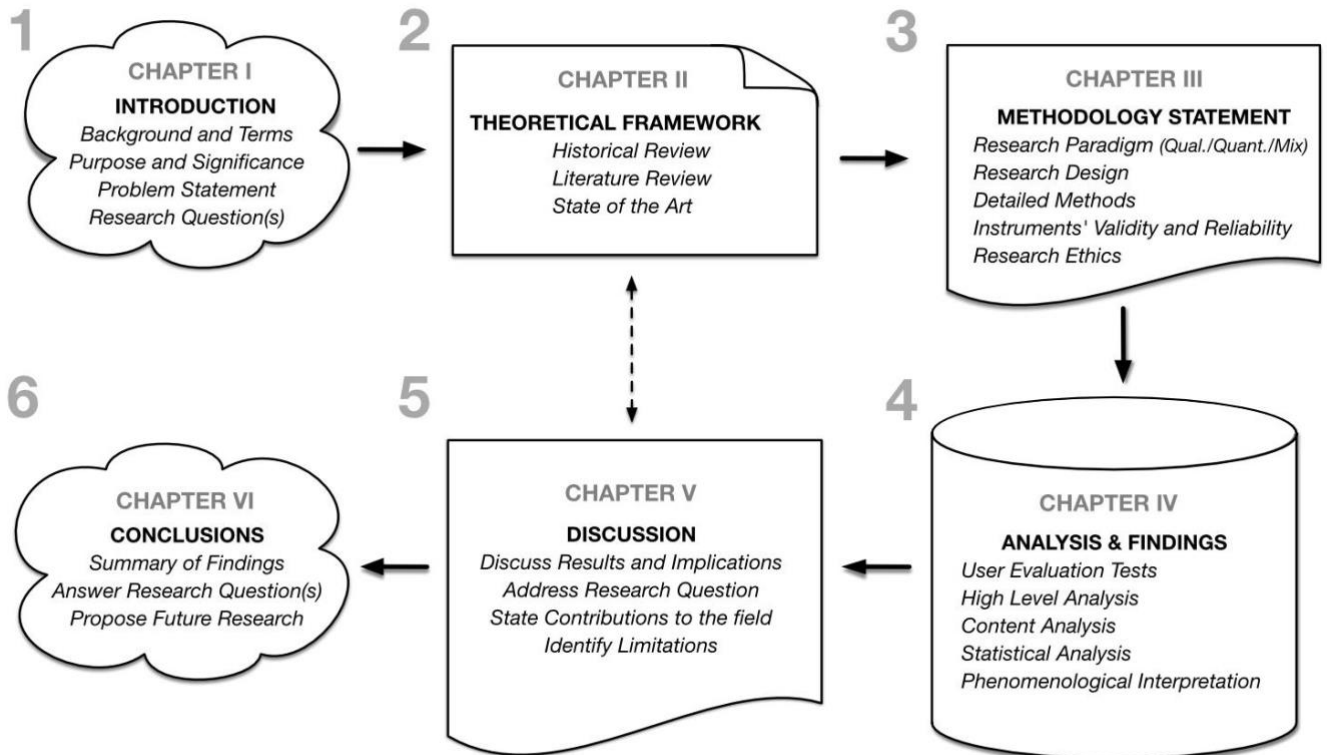 1
CHAPTER I
INTRODUCTION
Background and Terms
Purpose and Significance
Problem Statement
Research Question(s)
2
CHAPTER II
THEORETICAL FRAMEWORK
Historical Review
Literature Review
State of the Art
3
CHAPTER III
METHODOLOGY STATEMENT
Research Paradigm (Qual./Quant./Mix)
Research Design
Detailed Methods
Instruments' Validity and Reliability
Research Ethics
4
CHAPTER IV
ANALYSIS & FINDINGS
User Evaluation Tests
High Level Analysis
Content Analysis
Statistical Analysis
Phenomenological Interpretation
5
CHAPTER V
DISCUSSION
Discuss Results and Implications
Address Research Question
State Contributions to the field
Identify Limitations
6
CHAPTER VI
CONCLUSIONS
Summary of Findings
Answer Research Question(s)
Propose Future Research